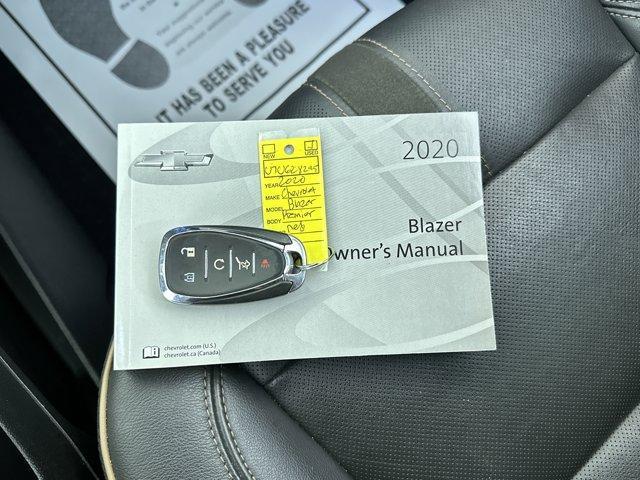 IT HAS BEEN A PLEASURE
TO SERVE YOU
2020
NEW
USED
YEAR 2020
MAKE Chevrolet
MODEL Blazer
BODY Premier
Blazer
Owner's Manual
chevrolet.com (U.S.)
chevrolet.ca (Canada)